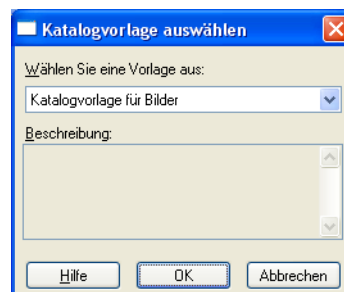 Katalogvorlage auswählen
Wählen Sie eine Vorlage aus:
Katalogvorlage für Bilder
Beschreibung:
Hilfe OK Abbrechen